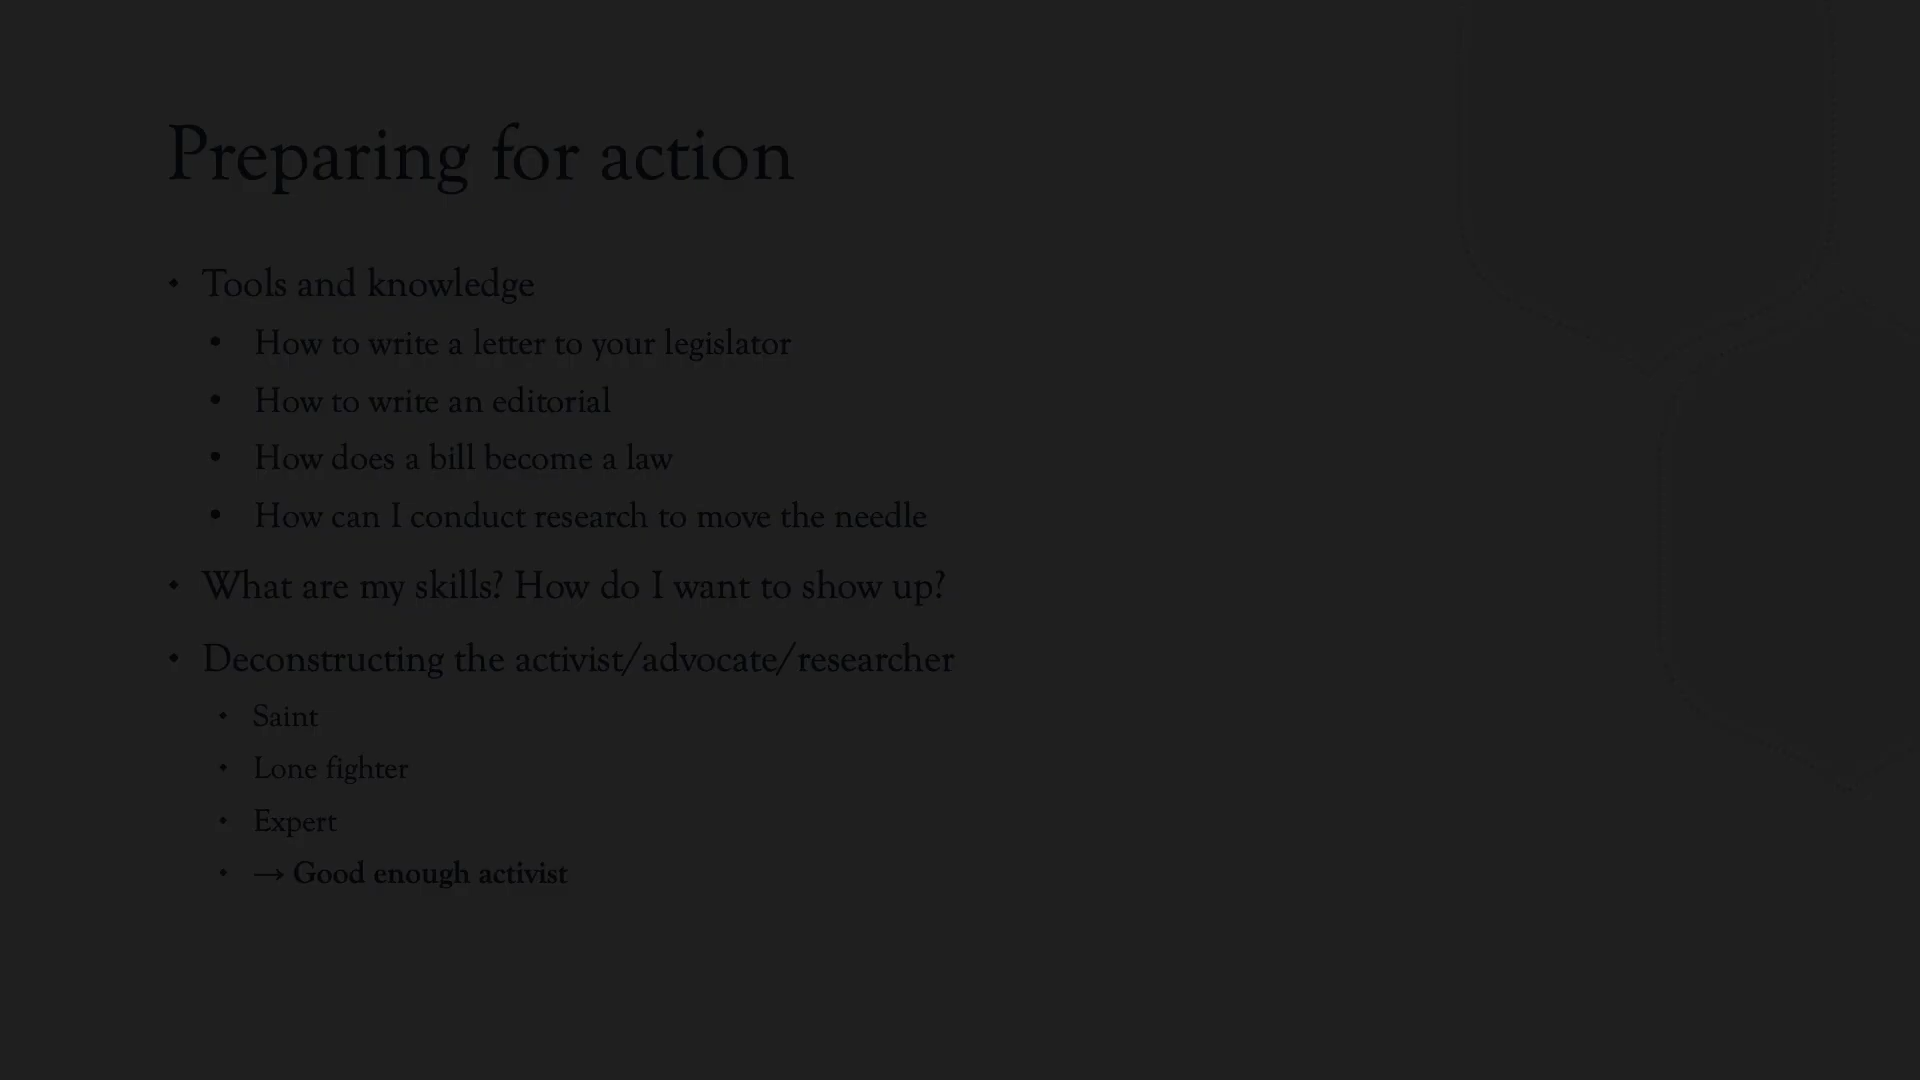 Preparing for action
• Tools and knowledge
• How to write a letter to your legislator
• How to write an editorial
• How does a bill become a law
• How can I conduct research to move the needle
• What are my skills? How do I want to show up?
• Deconstructing the activist/advocate/researcher
• Saint
• Lone fighter
• Expert
• → Good enough activist